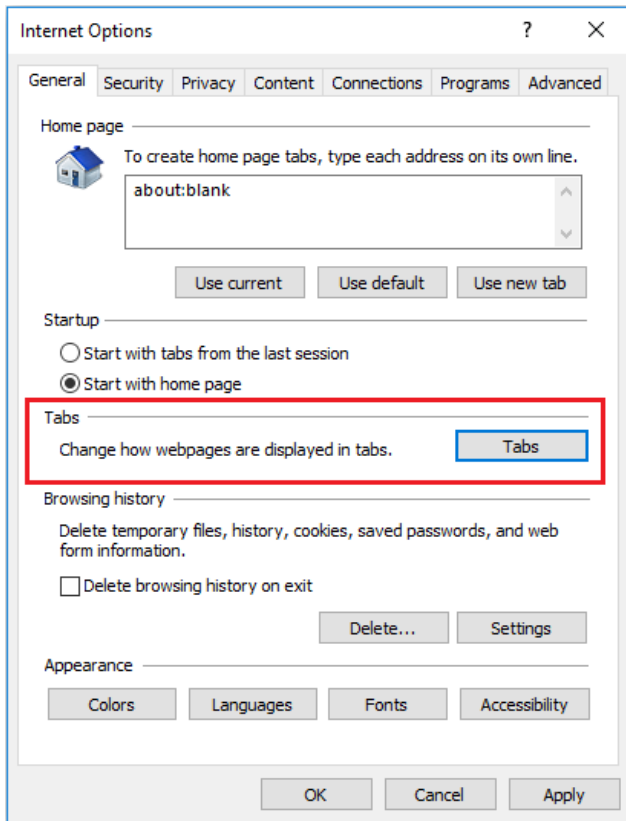 Internet Options ?
General Security Privacy Content Connections Programs Advanced
Home page
To create home page tabs, type each address on its own line.
about:blank
Use current Use default Use new tab
Startup
Start with tabs from the last session
Start with home page
Tabs
Change how webpages are displayed in tabs. Tabs
Browsing history
Delete temporary files, history, cookies, saved passwords, and web
form information.
Delete browsing history on exit
Delete... Settings
Appearance
Colors Languages Fonts Accessibility
OK Cancel Apply